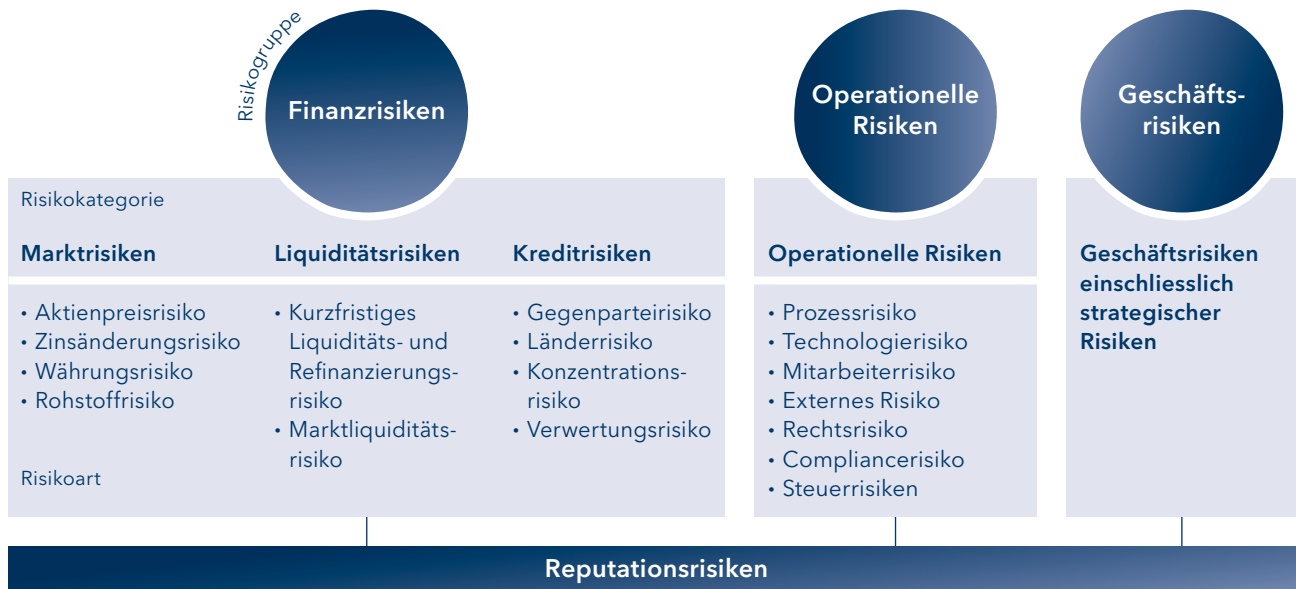 Risikogruppe
Finanzrisiken
Operationelle
Risiken
Geschäfts-
risiken
Risikokategorie
Marktrisiken
• Aktienpreisrisiko
• Zinsänderungsrisiko
• Währungsrisiko
• Rohstoffrisiko
Risikoart
Liquiditätsrisiken
• Kurzfristiges
Liquiditäts- und
Refinanzierungs-
risiko
• Marktliquiditäts-
risiko
Kreditrisiken
• Gegenparteirisiko
• Länderrisiko
• Konzentrations-
risiko
• Verwertungsrisiko
Operationelle Risiken
• Prozessrisiko
• Technologierisiko
• Mitarbeiterrisiko
• Externes Risiko
• Rechtsrisiko
• Compliancerisiko
• Steuerrisiken
Geschäftsrisiken
einschliesslich
strategischer
Risiken
Reputationsrisiken